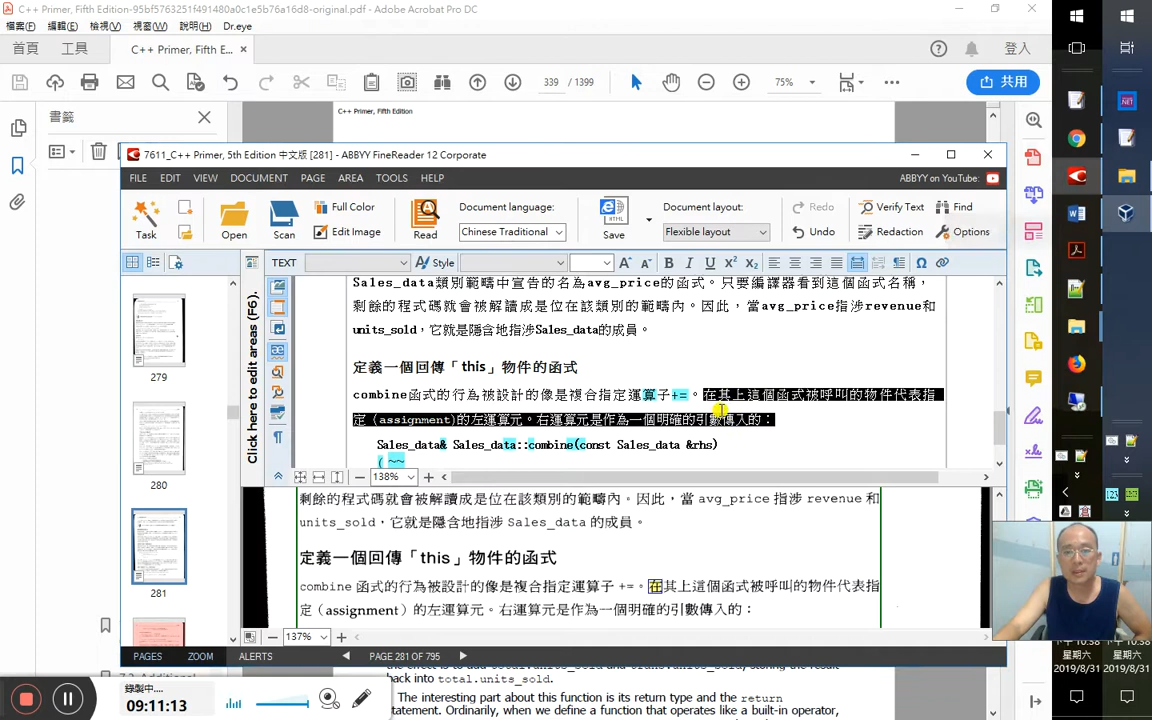 C++ Primer, Fifth Edition-95bf5763181489480a0c1e5b76a16d8-original.pdf - Adobe Acrobat Pro DC
檔案(F) 編輯(E) 檢視(V) 視窗(W) 說明(H) Dr.eye
首頁 工具 C++ Primer, Fifth E... × 登入
339 / 1399 75% 共用
書籤
C++ Primer, Fifth Edition
7611_C++ Primer, 5th Edition 中文版 [281] - ABBYY FineReader 12 Corporate
FILE EDIT VIEW DOCUMENT PAGE AREA TOOLS HELP ABBYY on YouTube:
Task Open Scan Full Color Edit Image Read Document language: Chinese Traditional Save Document layout: Flexible layout Redo Undo Verify Text Redaction Find Options
TEXT Style B I U X² X₂
Click here to edit areas (F6).
279
280
281
Sales_data類別範疇中宣告的名為avg_price的函式。只要編譯器看到這個函式名稱，
剩餘的程式碼就會被解讀成是位在該類別的範疇內。因此，當avg_price指涉revenue和
units_sold，它就是隱含地指涉Sales_data的成員。
定義一個回傳「this」物件的函式
combine函式的行為被設計的像是複合指定運算子+=。在其上這個函式被呼叫的物件代表指
定（assignment)的左運算元。右運算元是作為一個明確的引數傳入的：
Sales_data& Sales_data::combine(const Sales_data &rhs)
{ ~~
138%
剩餘的程式碼就會被解讀成是位在該類別的範疇內。因此，當 avg_price 指涉 revenue 和
units_sold，它就是隱含地指涉 Sales_data 的成員。
定義一個回傳「this」物件的函式
combine 函式的行為被設計的像是複合指定運算子 +=。在其上這個函式被呼叫的物件代表指
定（assignment）的左運算元。右運算元是作為一個明確的引數傳入的：
137%
PAGES ZOOM ALERTS PAGE 281 OF 795
back into total.units_sold.
The interesting part about this function is its return type and the return
statement. Ordinarily, when we define a function that operates like a built-in operator,
錄製中...
09:11:13
星期六 星期六
2019/8/31 2019/8/31